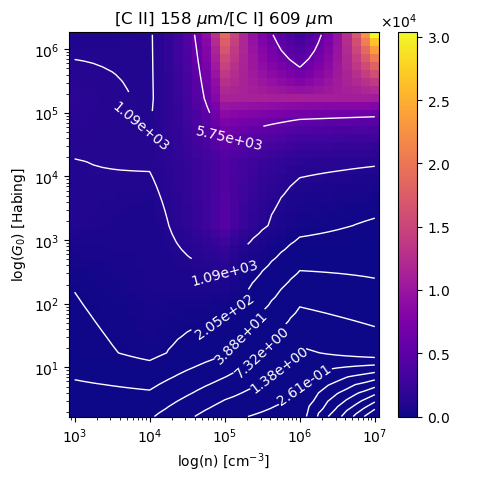 [C II] 158 μm/[C I] 609 μm
×10⁴
10⁶
10⁵
10⁴
10³
10²
10¹
log(G₀) [Habing]
1.09e+03
5.75e+03
1.09e+03
2.05e+02
3.88e+01
7.32e+00
1.38e+00
2.61e-01
10³ 10⁴ 10⁵ 10⁶ 10⁷
log(n) [cm⁻³]
3.0
2.5
2.0
1.5
1.0
0.5
0.0